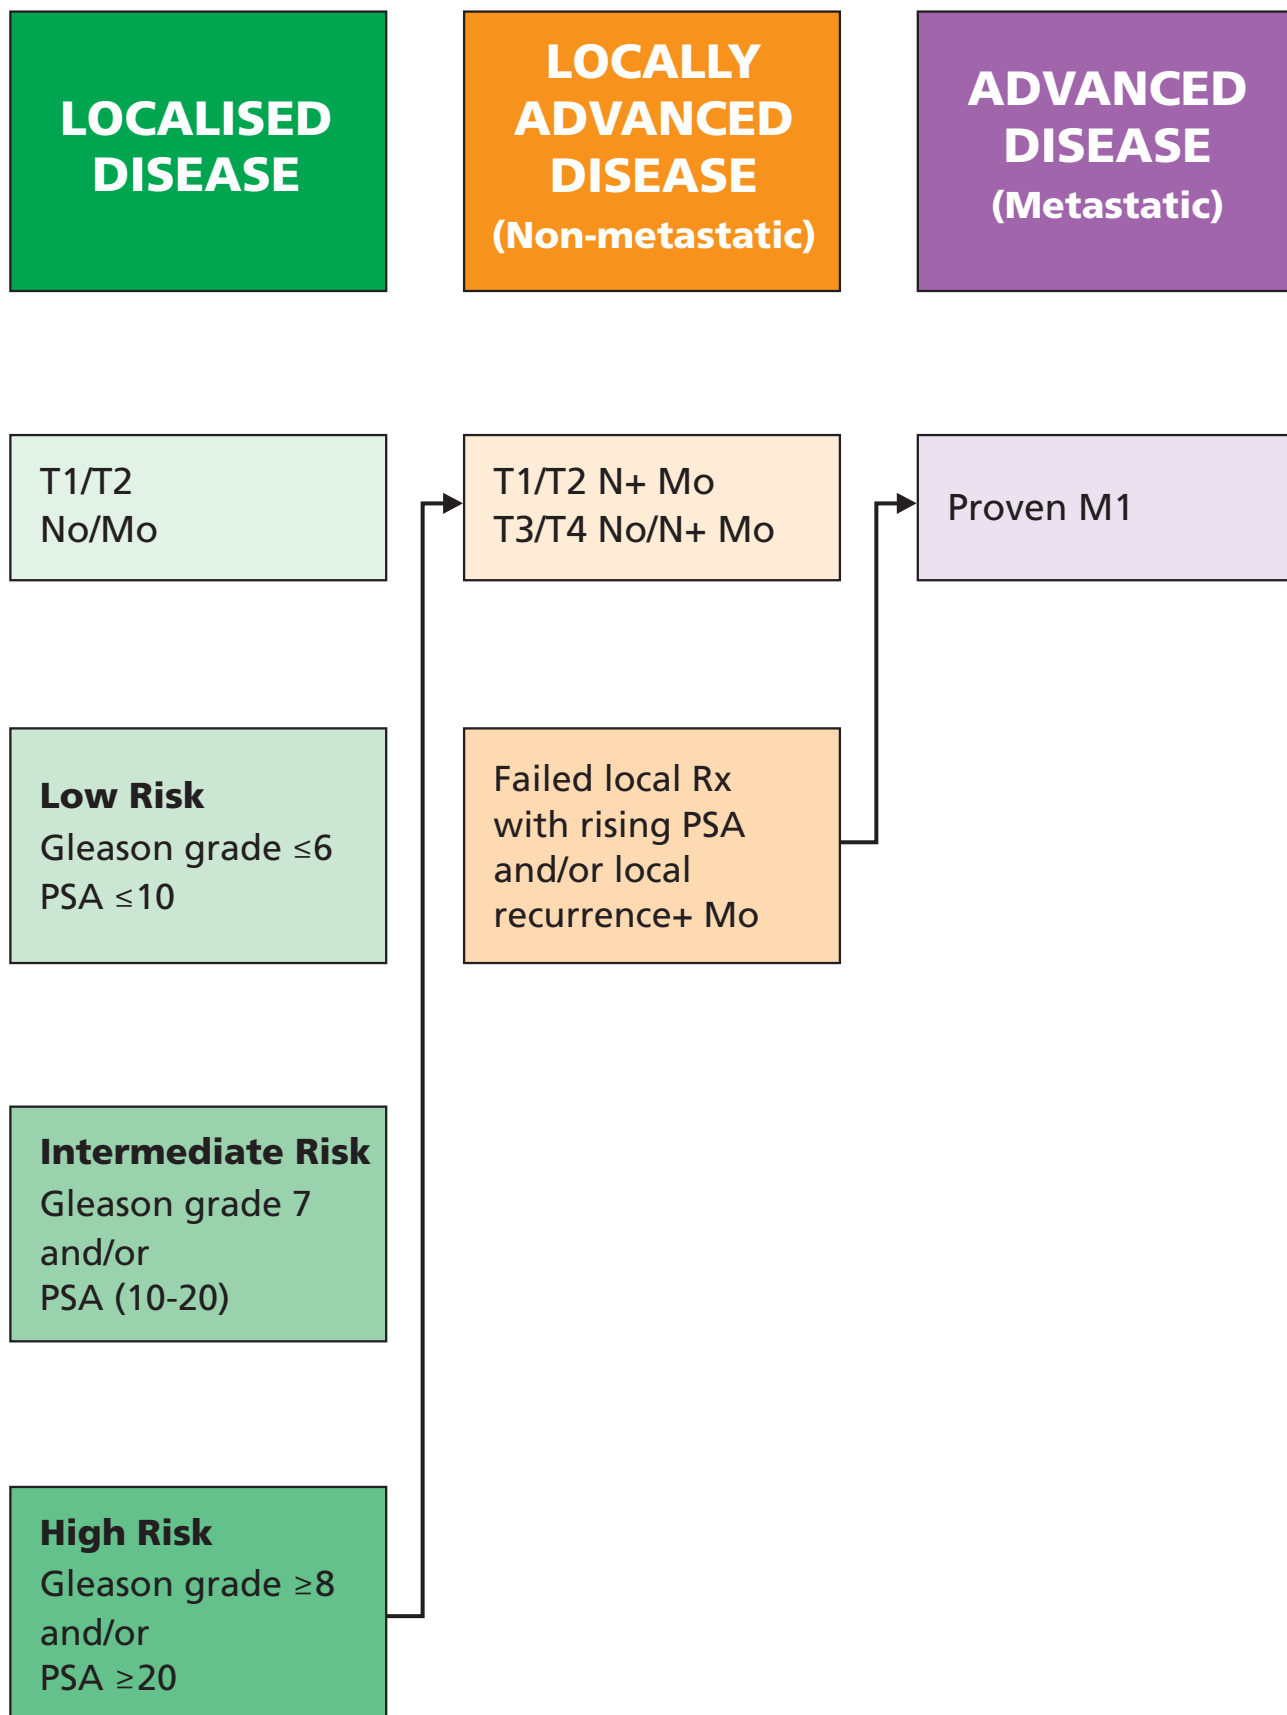 LOCALISED
DISEASE
LOCALLY
ADVANCED
DISEASE
(Non-metastatic)
ADVANCED
DISEASE
(Metastatic)
T1/T2
No/Mo
T1/T2 N+ Mo
T3/T4 No/N+ Mo
Proven M1
Low Risk
Gleason grade ≤6
PSA ≤10
Failed local Rx
with rising PSA
and/or local
recurrence+ Mo
Intermediate Risk
Gleason grade 7
and/or
PSA (10-20)
High Risk
Gleason grade ≥8
and/or
PSA ≥20